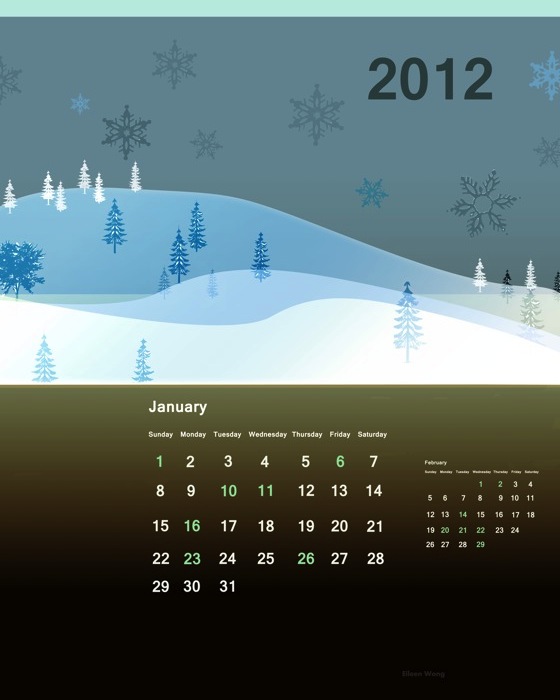 2012
January
Sunday Monday Tuesday Wednesday Thursday Friday Saturday
1 2 3 4 5 6 7
8 9 10 11 12 13 14
15 16 17 18 19 20 21
22 23 24 25 26 27 28
29 30 31
February
Sunday Monday Tuesday Wednesday Thursday Friday Saturday
1 2 3 4
5 6 7 8 9 10 11
12 13 14 15 16 17 18
19 20 21 22 23 24
26 27 28 29
Eileen Wong